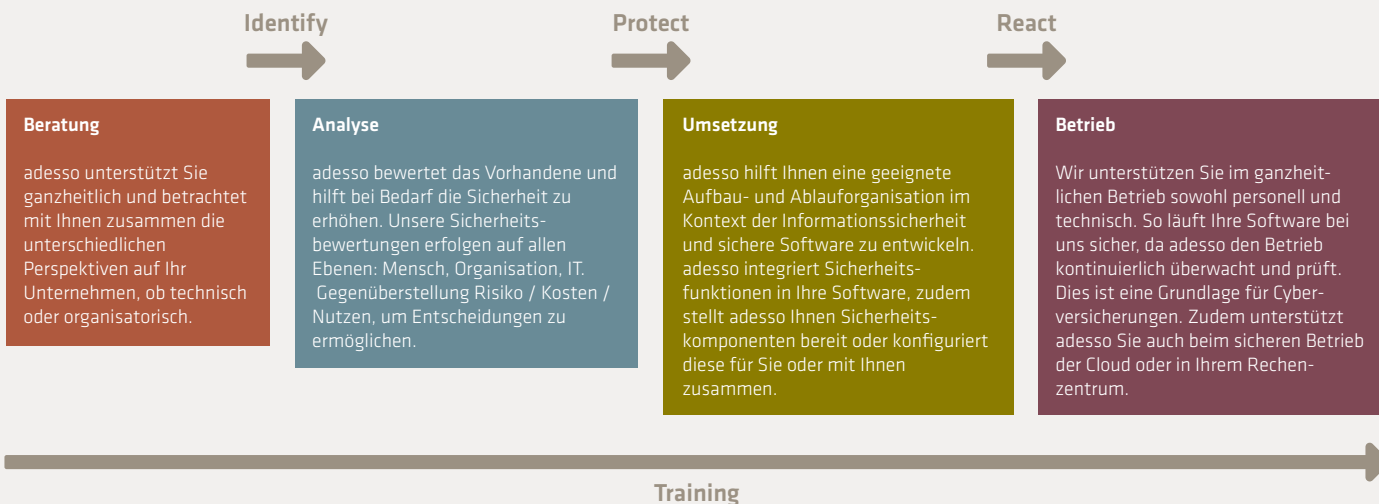 Identify
Protect
React
Beratung
adesso unterstützt Sie
ganzheitlich und betrachtet
mit Ihnen zusammen die
unterschiedlichen
Perspektiven auf Ihr
Unternehmen, ob technisch
oder organisatorisch.
Analyse
adesso bewertet das Vorhandene und
hilft bei Bedarf die Sicherheit zu
erhöhen. Unsere Sicherheits-
bewertungen erfolgen auf allen
Ebenen: Mensch, Organisation, IT.
Gegenüberstellung Risiko / Kosten /
Nutzen, um Entscheidungen zu
ermöglichen.
Umsetzung
adesso hilft Ihnen eine geeignete
Aufbau- und Ablauforganisation im
Kontext der Informationssicherheit
und sichere Software zu entwickeln.
adesso integriert Sicherheits-
funktionen in Ihre Software, zudem
stellt adesso Ihnen Sicherheits-
komponenten bereit oder konfiguriert
diese für Sie oder mit Ihnen
zusammen.
Betrieb
Wir unterstützen Sie im ganzheit-
lichen Betrieb sowohl personell und
technisch. So läuft Ihre Software bei
uns sicher, da adesso den Betrieb
kontinuierlich überwacht und prüft.
Dies ist eine Grundlage für Cyber-
versicherungen. Zudem unterstützt
adesso Sie auch beim sicheren Betrieb
der Cloud oder in Ihrem Rechen-
zentrum.
Training